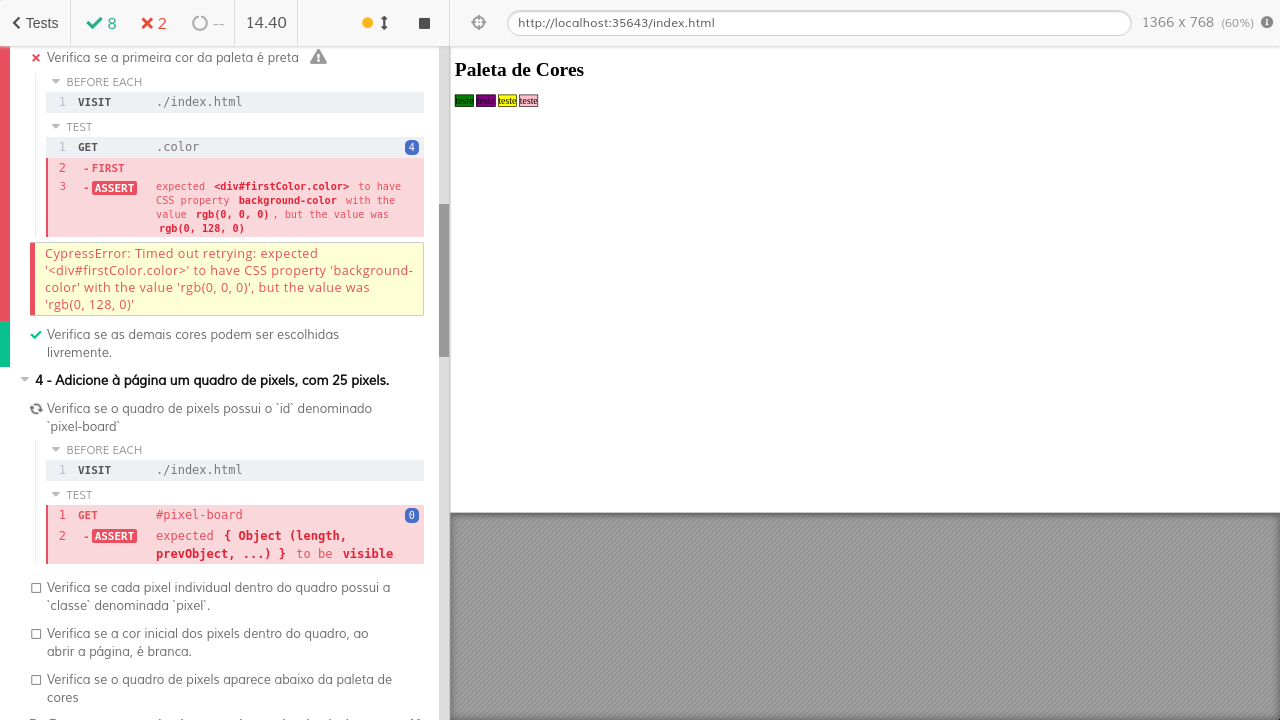 Tests
8
2
--
14.40
http://localhost:35643/index.html
1366 x 768 (60%)
Verifica se a primeira cor da paleta é preta
BEFORE EACH
1 VISIT ./index.html
TEST
1 GET .color 4
2 - FIRST
3 - ASSERT expected <div#firstColor.color> to have
CSS property background-color with the
value rgb(0, 0, 0) , but the value was
rgb(0, 128, 0)
CypressError: Timed out retrying: expected
'<div#firstColor.color>' to have CSS property 'background-
color' with the value 'rgb(0, 0, 0)', but the value was
'rgb(0, 128, 0)'
Verifica se as demais cores podem ser escolhidas
livremente.
4 - Adicione à página um quadro de pixels, com 25 pixels.
Verifica se o quadro de pixels possui o `id` denominado
`pixel-board`
BEFORE EACH
1 VISIT ./index.html
TEST
1 GET #pixel-board 0
2 - ASSERT expected { Object (length,
prevObject, ...) } to be visible
Verifica se cada pixel individual dentro do quadro possui a
`classe` denominada `pixel`.
Verifica se a cor inicial dos pixels dentro do quadro, ao
abrir a página, é branca.
Verifica se o quadro de pixels aparece abaixo da paleta de
cores
Paleta de Cores
teste teste teste teste